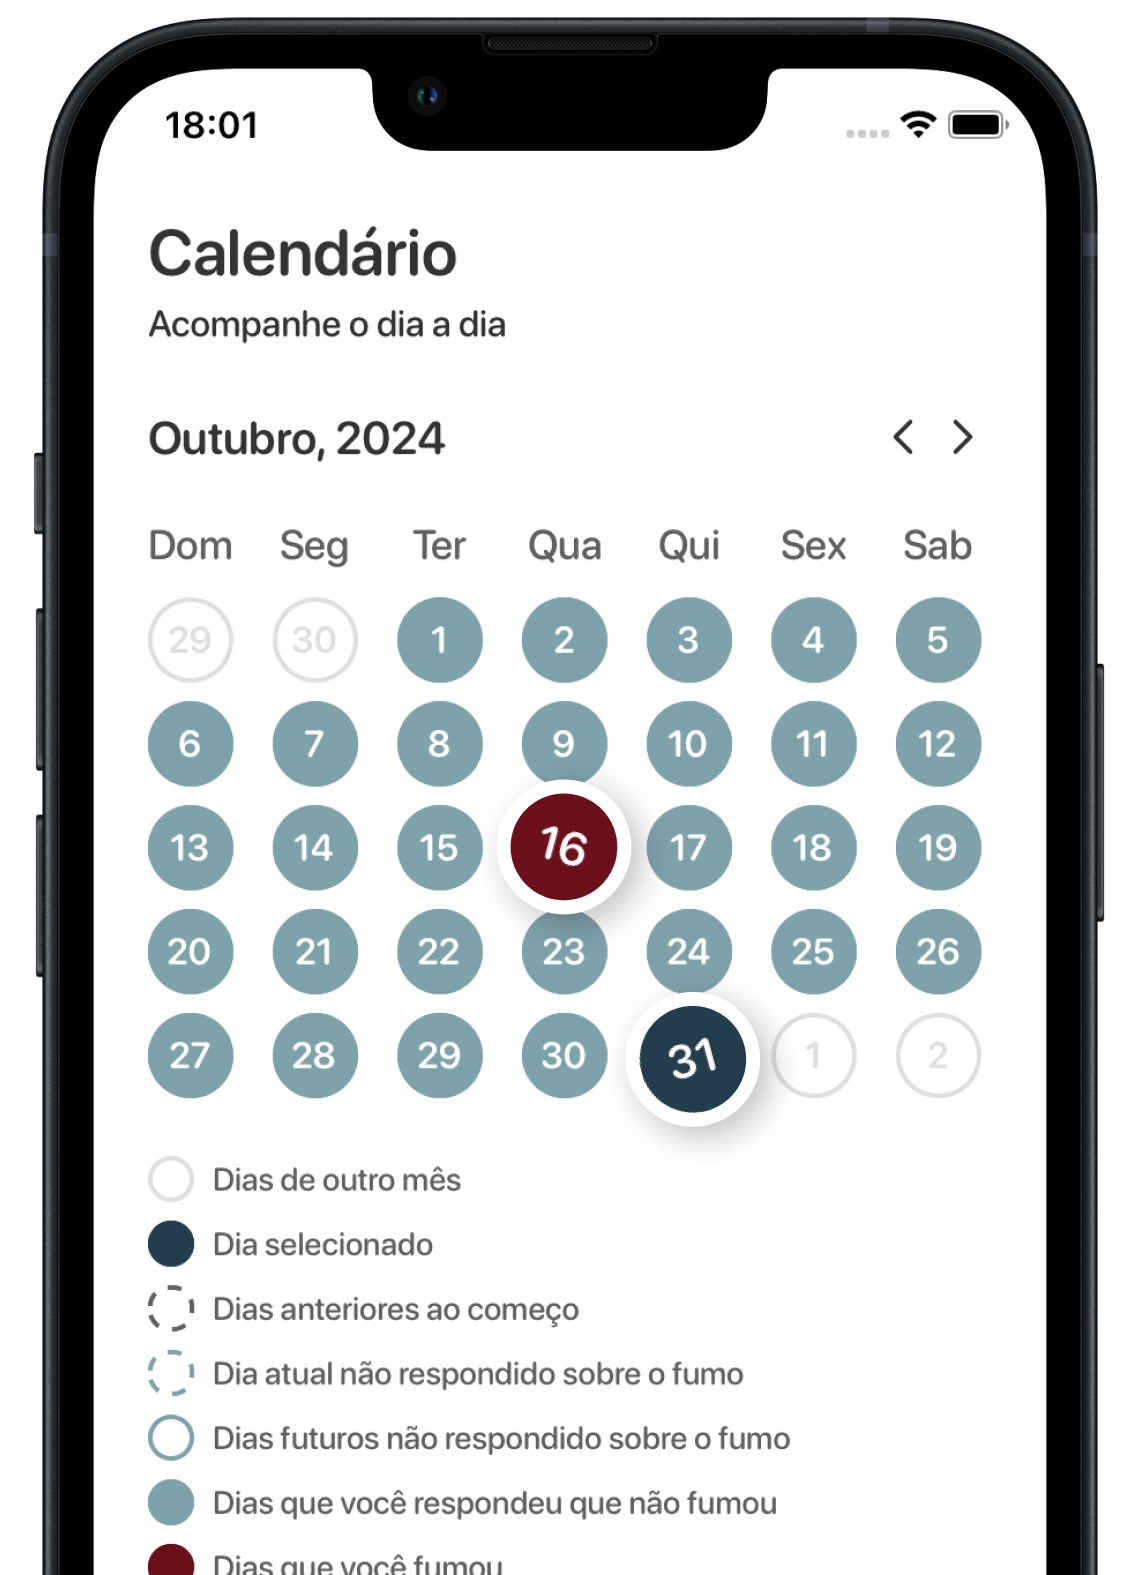 18:01
Calendário
Acompanhe o dia a dia
Outubro, 2024
Dom Seg Ter Qua Qui Sex Sab
29 30 1 2 3 4 5
6 7 8 9 10 11 12
13 14 15 16 17 18 19
20 21 22 23 24 25 26
27 28 29 30 31 1 2
Dias de outro mês
Dia selecionado
Dias anteriores ao começo
Dia atual não respondido sobre o fumo
Dias futuros não respondido sobre o fumo
Dias que você respondeu que não fumou
Dias que você fumou